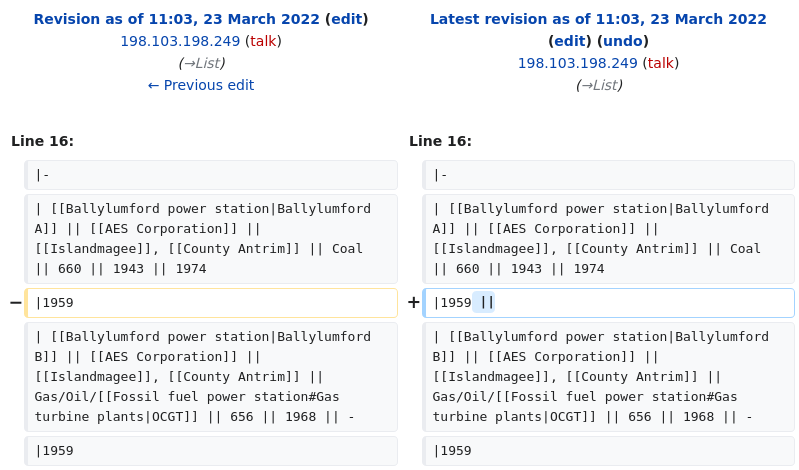 Revision as of 11:03, 23 March 2022 (edit)
198.103.198.249 (talk)
(→List)
← Previous edit
Latest revision as of 11:03, 23 March 2022
(edit) (undo)
198.103.198.249 (talk)
(→List)
Line 16:
Line 16:
|-
|-
| [[Ballylumford power station|Ballylumford
A]] || [[AES Corporation]] ||
[[Islandmagee]], [[County Antrim]] || Coal
|| 660 || 1943 || 1974
| [[Ballylumford power station|Ballylumford
A]] || [[AES Corporation]] ||
[[Islandmagee]], [[County Antrim]] || Coal
|| 660 || 1943 || 1974
− |1959
+ |1959 ||
| [[Ballylumford power station|Ballylumford
B]] || [[AES Corporation]] ||
[[Islandmagee]], [[County Antrim]] ||
Gas/Oil/[[Fossil fuel power station#Gas
turbine plants|OCGT]] || 656 || 1968 || -
| [[Ballylumford power station|Ballylumford
B]] || [[AES Corporation]] ||
[[Islandmagee]], [[County Antrim]] ||
Gas/Oil/[[Fossil fuel power station#Gas
turbine plants|OCGT]] || 656 || 1968 || -
|1959
|1959